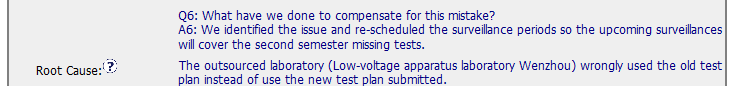 Q6: What have we done to compensate for this mistake?
A6: We identified the issue and re-scheduled the surveillance periods so the upcoming surveillances
will cover the second semester missing tests.
Root Cause:? The outsourced laboratory (Low-voltage apparatus laboratory Wenzhou) wrongly used the old test
plan instead of use the new test plan submitted.